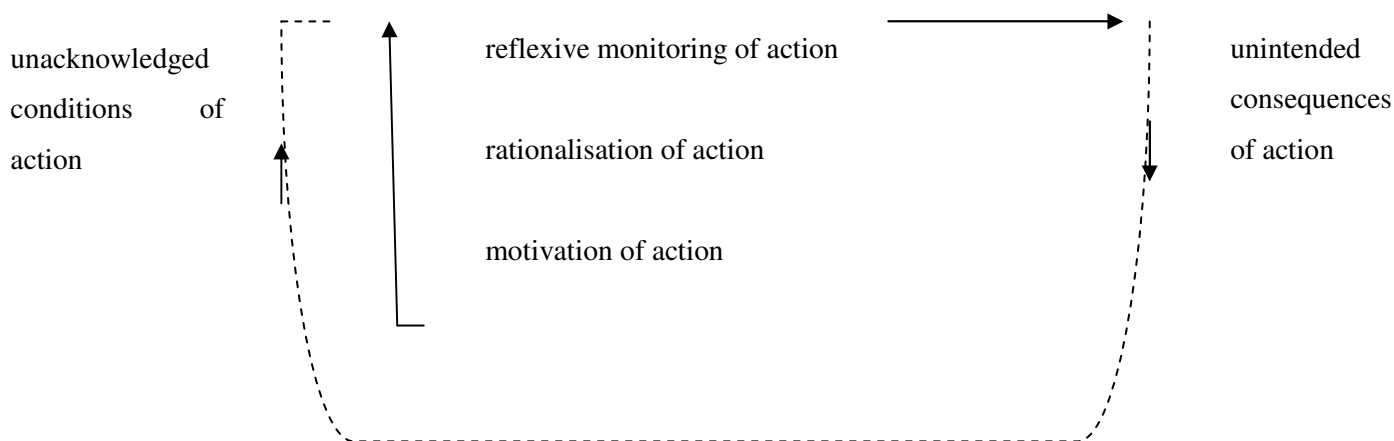 unacknowledged
conditions of
action
reflexive monitoring of action
rationalisation of action
motivation of action
unintended
consequences
of action